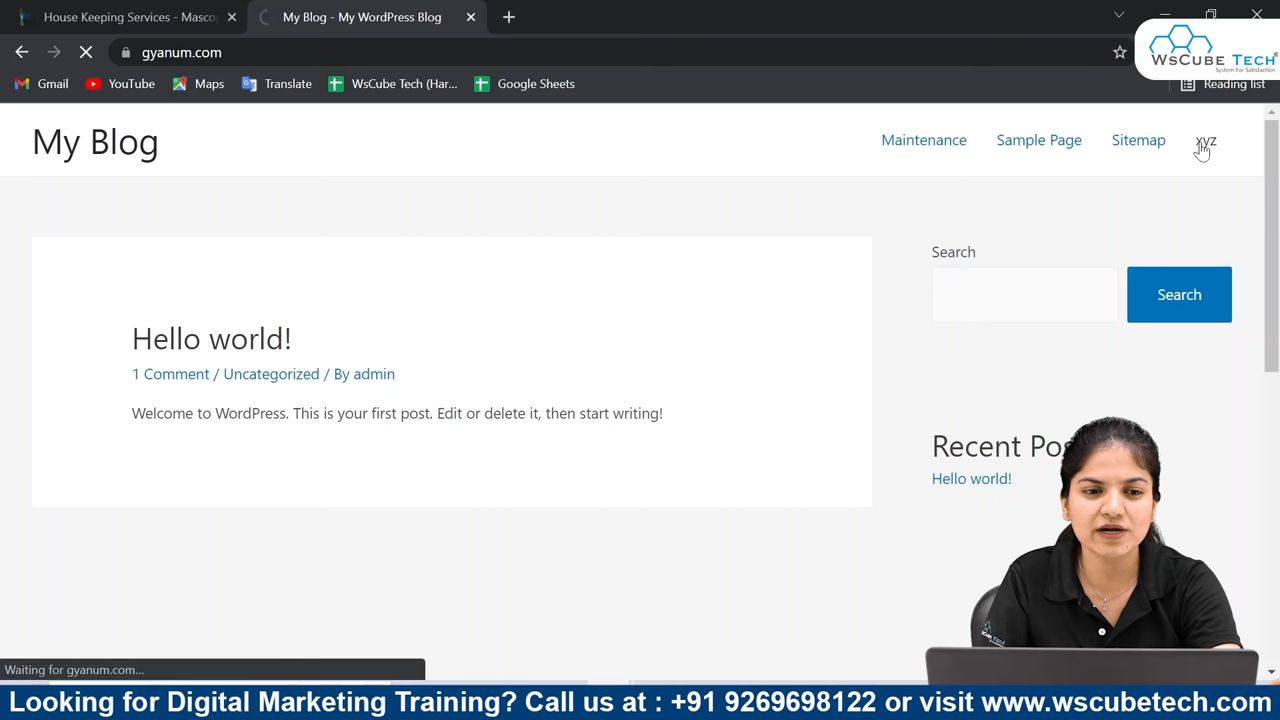 House Keeping Services - Masco
My Blog - My WordPress Blog
gyanum.com
WsCube Tech
System For Satisfaction
Gmail
YouTube
Maps
Translate
WsCube Tech (Har...
Reading list
My Blog
Maintenance
Sample Page
Sitemap
xyz
Search
Search
Hello world!
1 Comment / Uncategorized / By admin
Welcome to WordPress. This is your first post. Edit or delete it, then start writing!
Recent Pos
Hello world!
Waiting for gyanum.com...
Looking for Digital Marketing Training? Call us at : +91 9269698122 or visit www.wscubetech.com